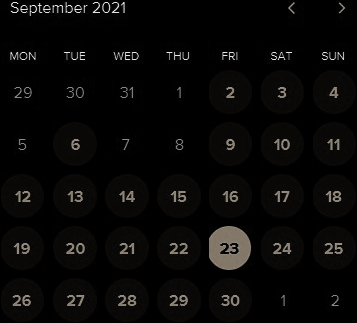 September 2021
MON TUE WED THU FRI SAT SUN
29 30 31 1 2 3 4
5 6 7 8 9 10 11
12 13 14 15 16 17 18
19 20 21 22 23 24 25
26 27 28 29 30 1 2